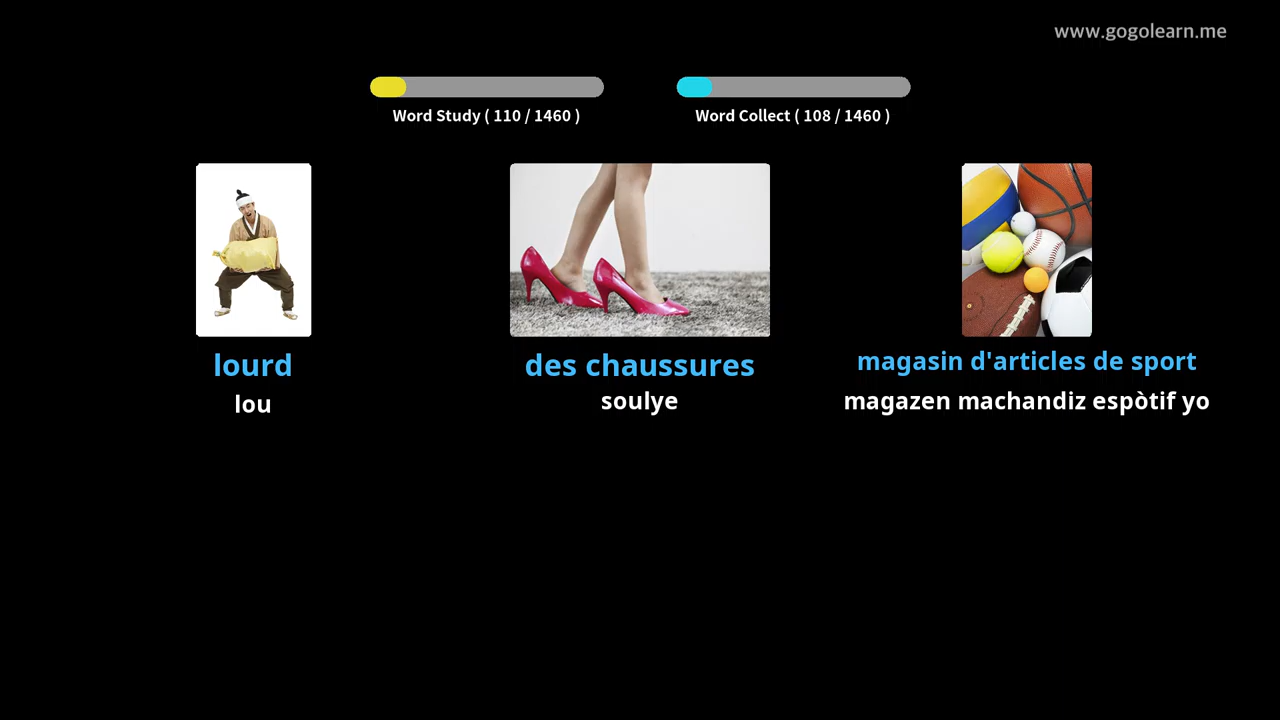 www.gogolearn.me
Word Study ( 110 / 1460 )
Word Collect ( 108 / 1460 )
lourd
lou
des chaussures
soulye
magasin d'articles de sport
magazen machandiz espòtif yo